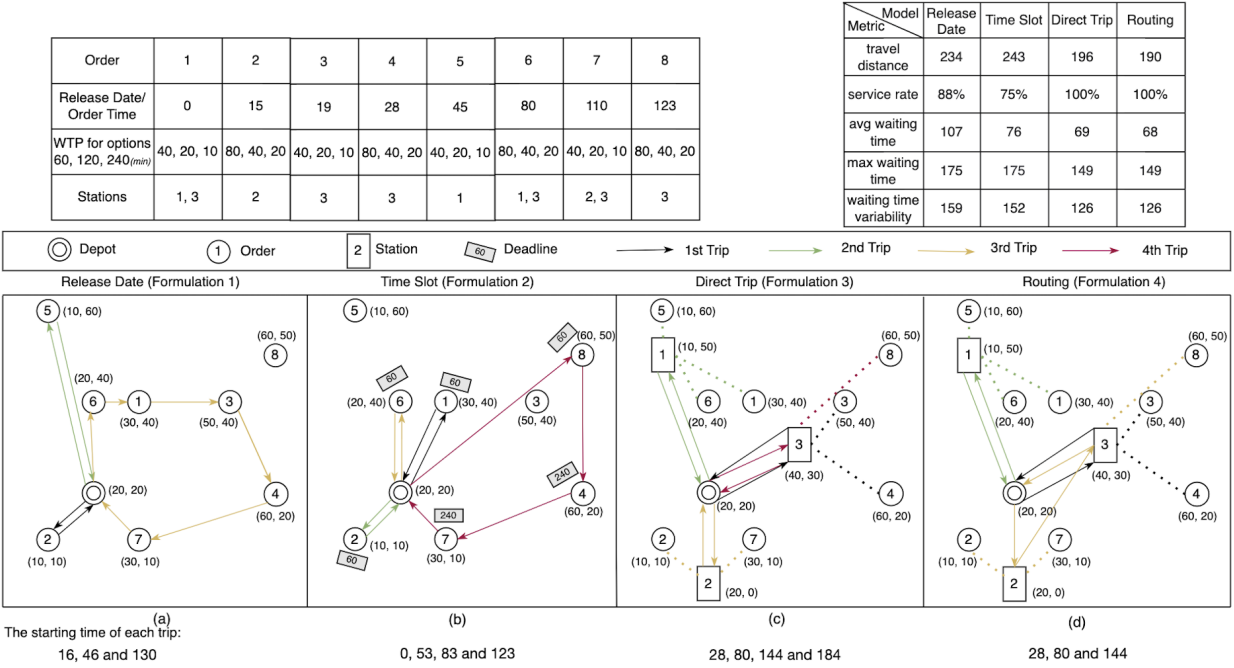 Order 1 2 3 4 5 6 7 8
Release Date/
Order Time 0 15 19 28 45 80 110 123
WTP for options
60, 120, 240(min) 40, 20, 10 80, 40, 20 40, 20, 10 80, 40, 20 40, 20, 10 80, 40, 20 40, 20, 10 80, 40, 20
Stations 1, 3 2 3 3 1 1, 3 2, 3 3
Model
Metric
Release
Date
Time Slot Direct Trip Routing
travel
distance 234 243 196 190
service rate 88% 75% 100% 100%
avg waiting
time 107 76 69 68
max waiting
time 175 175 149 149
waiting time
variability 159 152 126 126
Depot 1 Order 2 Station 60 Deadline 1st Trip 2nd Trip 3rd Trip 4th Trip
Release Date (Formulation 1) Time Slot (Formulation 2) Direct Trip (Formulation 3) Routing (Formulation 4)
5 (10, 60)
(60, 50)
8
(20, 40)
6 1 3
(30, 40) (50, 40)
(20, 20)
4
(60, 20)
2 7
(10, 10) (30, 10)
5 (10, 60)
60 (60, 50)
8
60 60
6 1 3
(20, 40) (30, 40) (50, 40)
240
(20, 20) 4
(60, 20)
240
2 (10, 10) 7
60 (30, 10)
5 (10, 60)
(60, 50)
1 (10, 50) 8
6 1 (30, 40) 3
(20, 40) (50, 40)
3
(40, 30)
(20, 20) 4
(60, 20)
2 7
(10, 10) (30, 10)
2 (20, 0)
5 (10, 60)
(60, 50)
1 (10, 50) 8
6 1 (30, 40) 3
(20, 40) (50, 40)
3
(40, 30)
(20, 20) 4
(60, 20)
2 7
(10, 10) (30, 10)
2 (20, 0)
(a) (b) (c) (d)
The starting time of each trip:
16, 46 and 130 0, 53, 83 and 123 28, 80, 144 and 184 28, 80 and 144